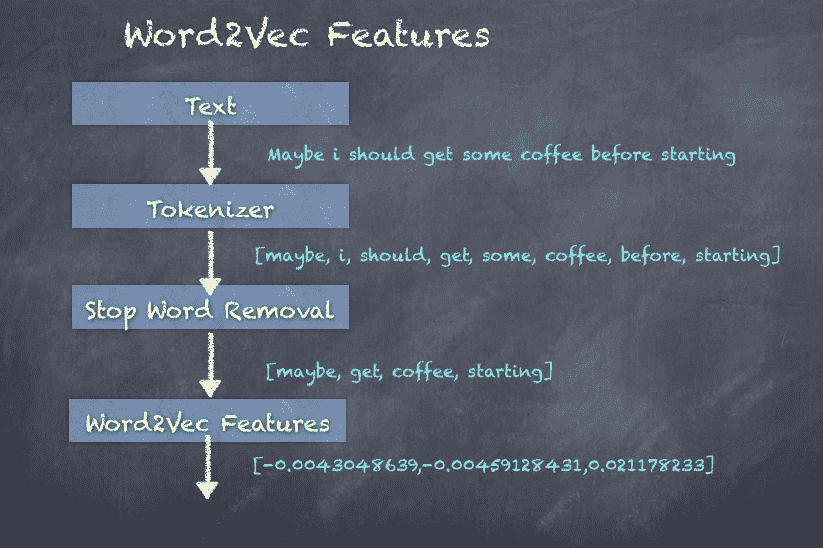 Word2Vec Features
Text
Maybe i should get some coffee before starting
Tokenizer
[maybe, i, should, get, some, coffee, before, starting]
Stop Word Removal
[maybe, get, coffee, starting]
Word2Vec Features
[-0.0043048639,-0.00459128431,0.021178233]